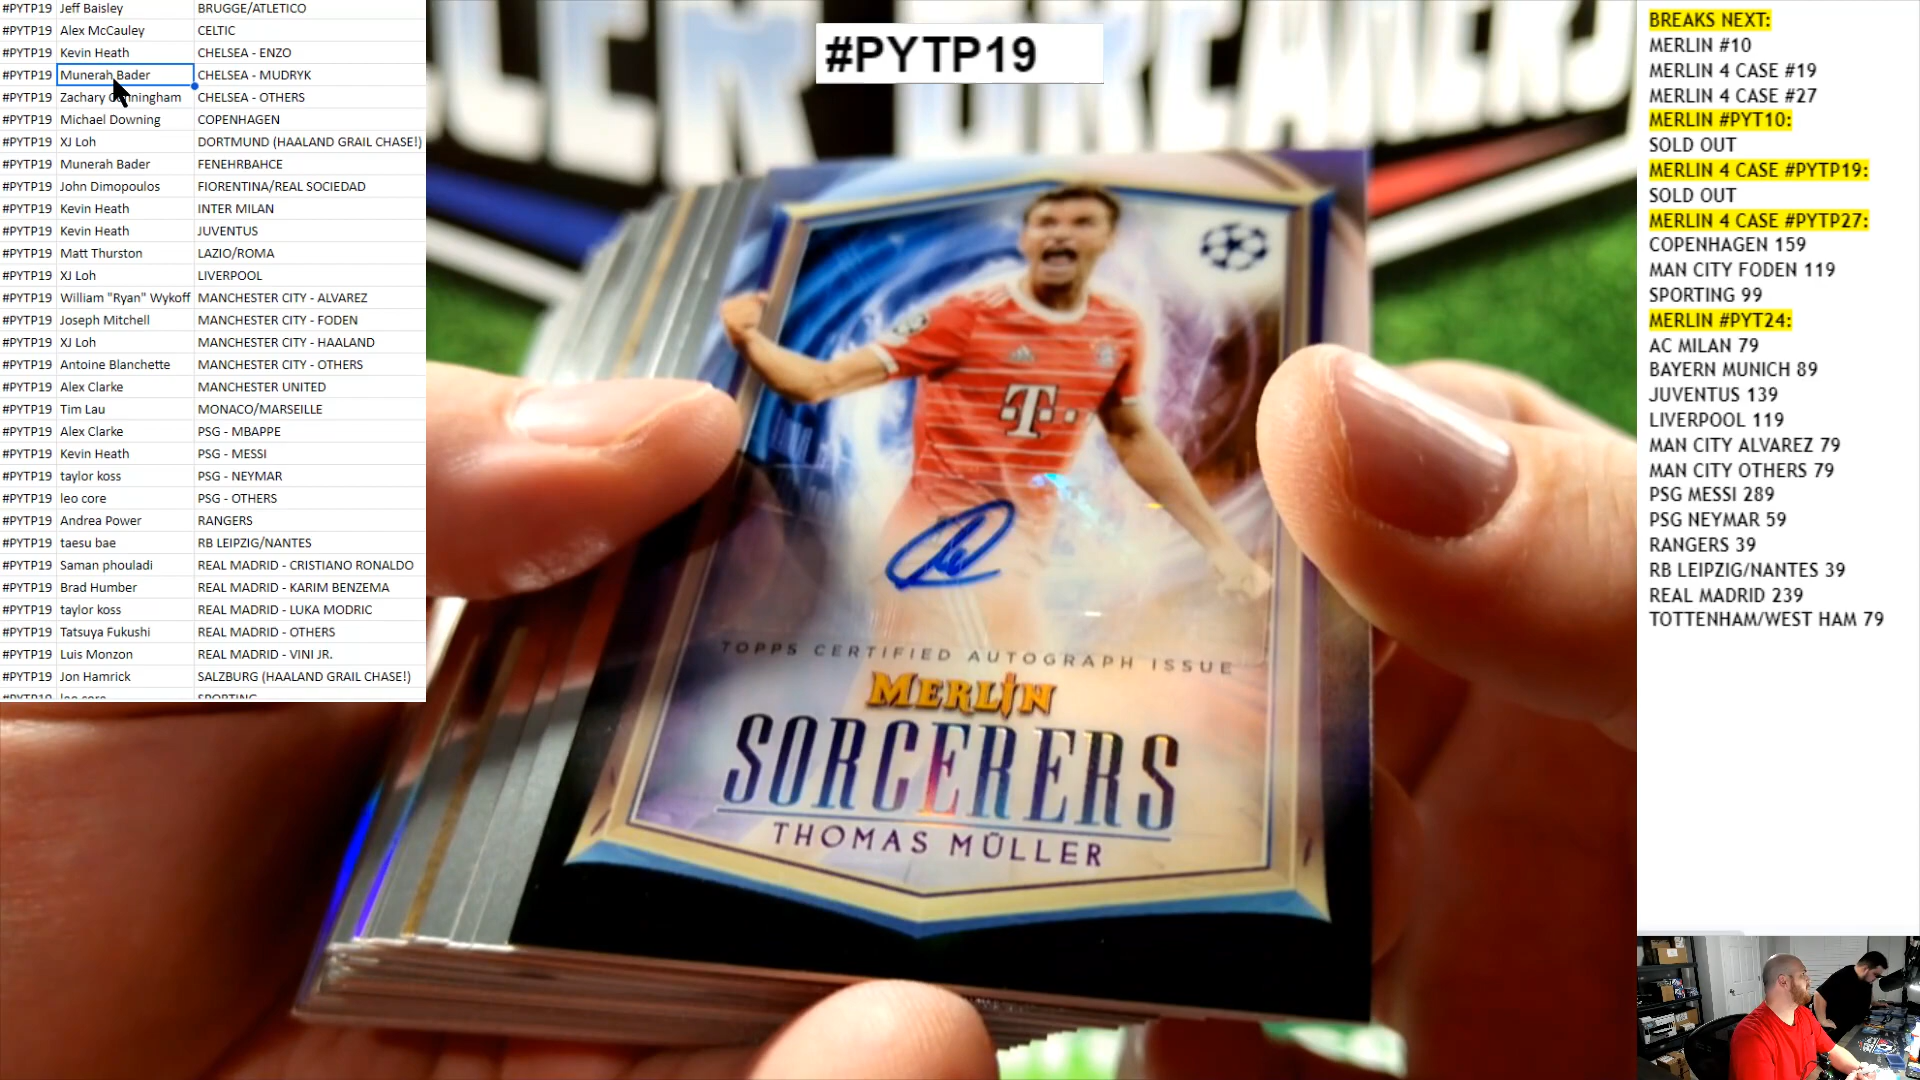 #PYTP19 Jeff Baisley BRUGGE/ATLETICO
#PYTP19 Alex McCauley CELTIC
#PYTP19 Kevin Heath CHELSEA - ENZO
#PYTP19 Munerah Bader CHELSEA - MUDRYK
#PYTP19 Zachary CHELSEA - OTHERS
#PYTP19 Michael Downing COPENHAGEN
#PYTP19 XJ Loh DORTMUND (HAALAND GRAIL CHASE!)
#PYTP19 Munerah Bader FENEHRBAHCE
#PYTP19 John Dimopoulos FIORENTINA/REAL SOCIEDAD
#PYTP19 Kevin Heath INTER MILAN
#PYTP19 Kevin Heath JUVENTUS
#PYTP19 Matt Thurston LAZIO/ROMA
#PYTP19 XJ Loh LIVERPOOL
#PYTP19 William "Ryan" Wykoff MANCHESTER CITY - ALVAREZ
#PYTP19 Joseph Mitchell MANCHESTER CITY - FODEN
#PYTP19 XJ Loh MANCHESTER CITY - HAALAND
#PYTP19 Antoine Blanchette MANCHESTER CITY - OTHERS
#PYTP19 Alex Clarke MANCHESTER UNITED
#PYTP19 Tim Lau MONACO/MARSEILLE
#PYTP19 Alex Clarke PSG - MBAPPE
#PYTP19 Kevin Heath PSG - MESSI
#PYTP19 taylor koss PSG - NEYMAR
#PYTP19 leo core PSG - OTHERS
#PYTP19 Andrea Power RANGERS
#PYTP19 taesu bae RB LEIPZIG/NANTES
#PYTP19 Saman phouladi REAL MADRID - CRISTIANO RONALDO
#PYTP19 Brad Humber REAL MADRID - KARIM BENZEMA
#PYTP19 taylor koss REAL MADRID - LUKA MODRIC
#PYTP19 Tatsuya Fukushi REAL MADRID - OTHERS
#PYTP19 Luis Monzon REAL MADRID - VINI JR.
#PYTP19 Jon Hamrick SALZBURG (HAALAND GRAIL CHASE!)
#PYTP19 leo core SPORTING
#PYTP19
BREAKERS
T
TOPPS CERTIFIED AUTOGRAPH ISSUE
MERLIN
SORCERERS
THOMAS MÜLLER
BREAKS NEXT:
MERLIN #10
MERLIN 4 CASE #19
MERLIN 4 CASE #27
MERLIN #PYT10:
SOLD OUT
MERLIN 4 CASE #PYTP19:
SOLD OUT
MERLIN 4 CASE #PYTP27:
COPENHAGEN 159
MAN CITY FODEN 119
SPORTING 99
MERLIN #PYT24:
AC MILAN 79
BAYERN MUNICH 89
JUVENTUS 139
LIVERPOOL 119
MAN CITY ALVAREZ 79
MAN CITY OTHERS 79
PSG MESSI 289
PSG NEYMAR 59
RANGERS 39
RB LEIPZIG/NANTES 39
REAL MADRID 239
TOTTENHAM/WEST HAM 79